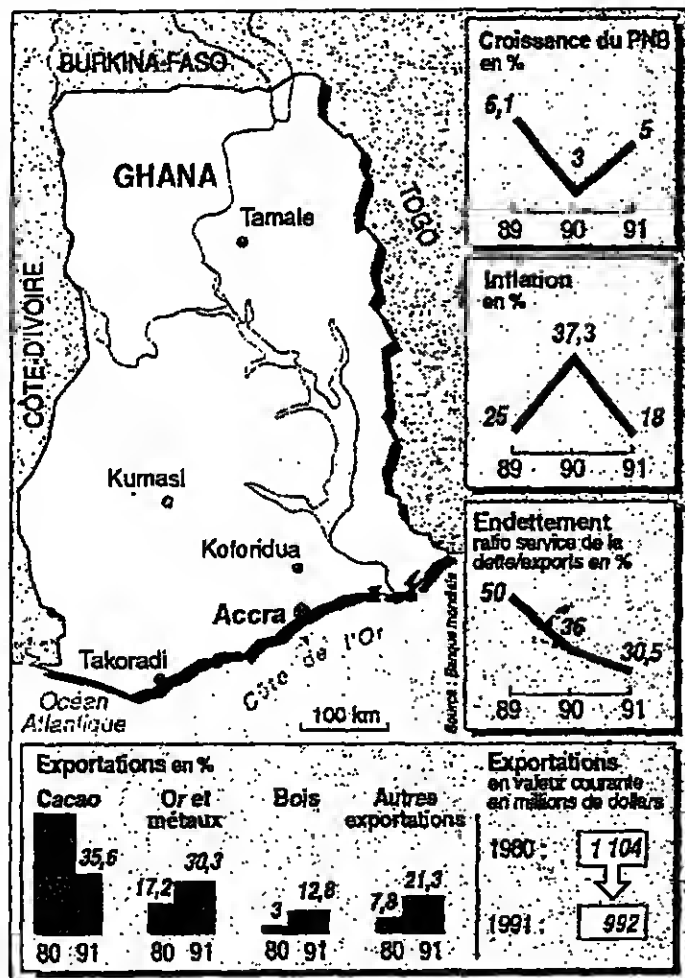 BURKINA-FASO
GHANA
Tamale
TOGO
CÔTE-D'IVOIRE
Kumasi
Koforidua
Accra
Takoradi
Côte de l'Or
Océan
Atlantique
100 km
Source : Banque mondiale
Croissance du PNB
en %
6,1
3
5
89 90 91
Inflation
en %
37,3
25
18
89 90 91
Endettement
ratio service de la
dette/exports en %
50
36
30,5
89 90 91
Exportations en %
Cacao
35,6
80 91
Or et
métaux
17,2
30,3
80 91
Bois
3
12,8
80 91
Autres
exportations
7,8
21,3
80 91
Exportations
en valeur courante
en millions de dollars
1980 : 1 104
1991 : 992